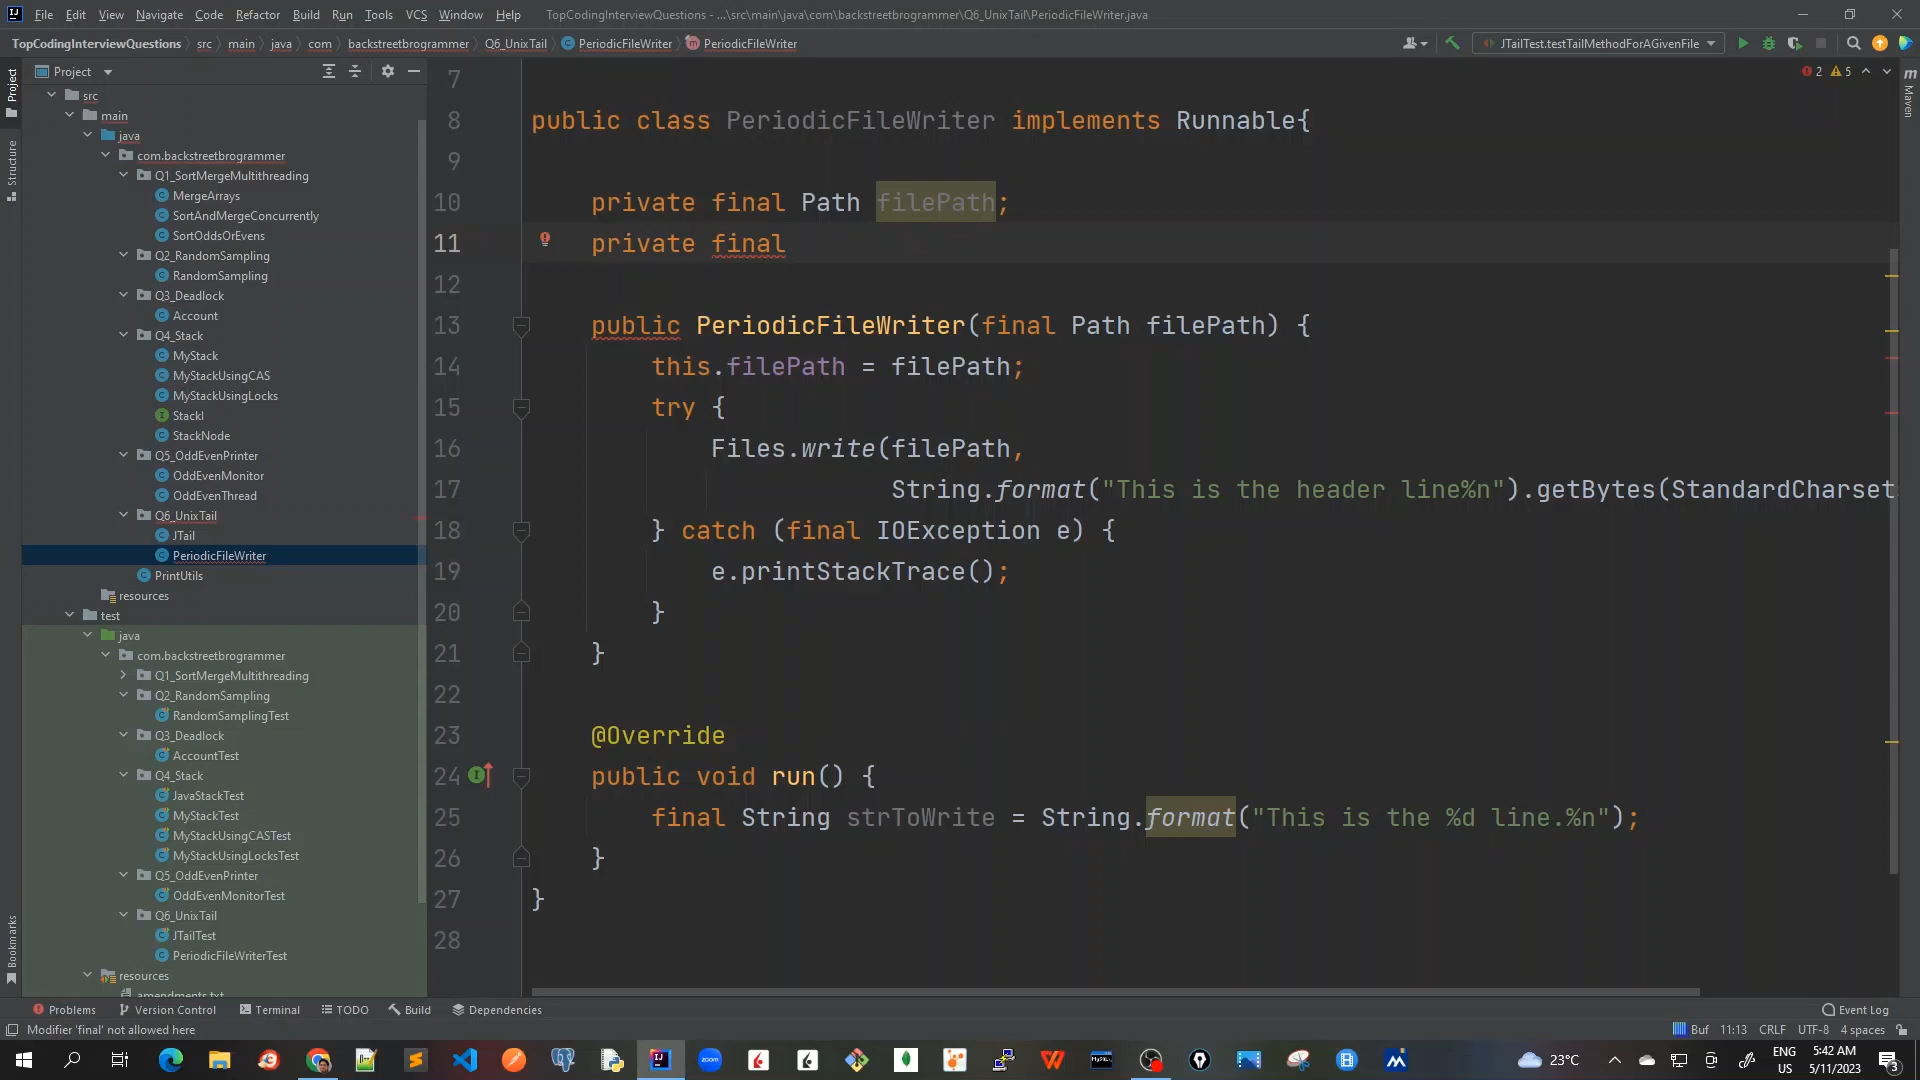 File Edit View Navigate Code Refactor Build Run Tools VCS Window Help TopCodingInterviewQuestions - ...\src\main\java\com\backstreetbrogrammer\Q6_UnixTail\PeriodicFileWriter.java
TopCodingInterviewQuestions src main java com backstreetbrogrammer Q6_UnixTail PeriodicFileWriter PeriodicFileWriter JTailTest.testTailMethodForAGivenFile
Project
Project
Structure
Bookmarks
Maven
src
main
java
com.backstreetbrogrammer
Q1_SortMergeMultithreading
MergeArrays
SortAndMergeConcurrently
SortOddsOrEvens
Q2_RandomSampling
RandomSampling
Q3_Deadlock
Account
Q4_Stack
MyStack
MyStackUsingCAS
MyStackUsingLocks
StackI
StackNode
Q5_OddEvenPrinter
OddEvenMonitor
OddEvenThread
Q6_UnixTail
JTail
PeriodicFileWriter
PrintUtils
resources
test
java
com.backstreetbrogrammer
Q1_SortMergeMultithreading
Q2_RandomSampling
RandomSamplingTest
Q3_Deadlock
AccountTest
Q4_Stack
JavaStackTest
MyStackTest
MyStackUsingCASTest
MyStackUsingLocksTest
Q5_OddEvenPrinter
OddEvenMonitorTest
Q6_UnixTail
JTailTest
PeriodicFileWriterTest
resources
amendments.txt
2 5
7
8 public class PeriodicFileWriter implements Runnable{
9
10 private final Path filePath;
11 private final
12
13 public PeriodicFileWriter(final Path filePath) {
14 this.filePath = filePath;
15 try {
16 Files.write(filePath,
17 String.format("This is the header line%n").getBytes(StandardCharset
18 } catch (final IOException e) {
19 e.printStackTrace();
20 }
21 }
22
23 @Override
24 public void run() {
25 final String strToWrite = String.format("This is the %d line.%n");
26 }
27 }
28
Problems Version Control Terminal TODO Build Dependencies Event Log
Modifier 'final' not allowed here Buf 11:13 CRLF UTF-8 4 spaces
23°C ENG US 5:42 AM 5/11/2023 3